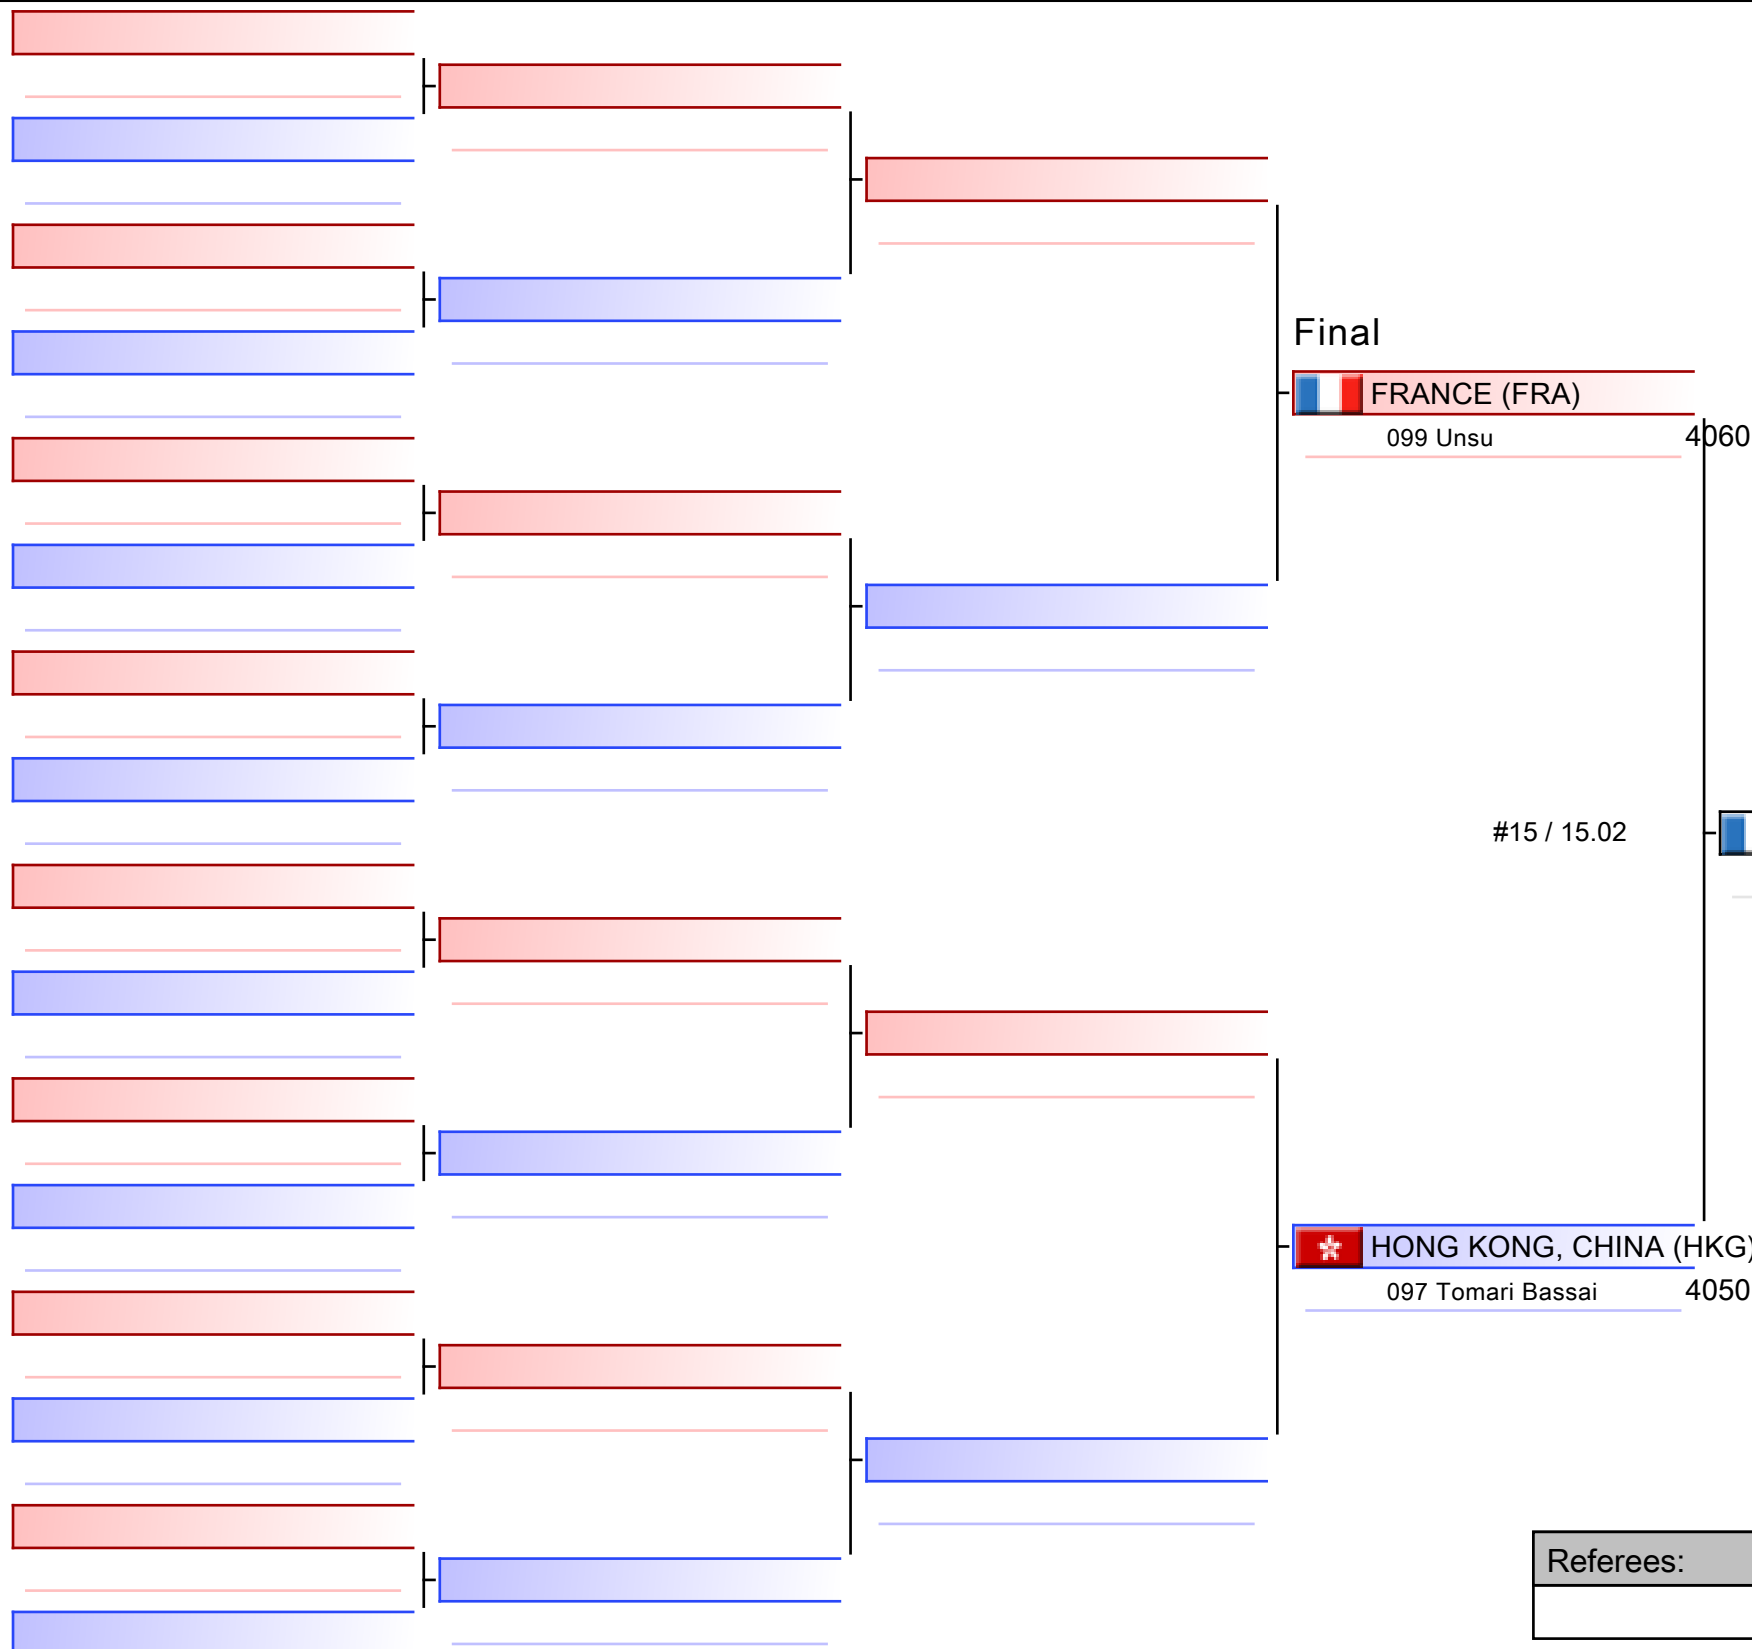 Final
FRANCE (FRA)
099 Unsu 4060
#15 / 15.02
HONG KONG, CHINA (HKG)
097 Tomari Bassai 4050
Referees: